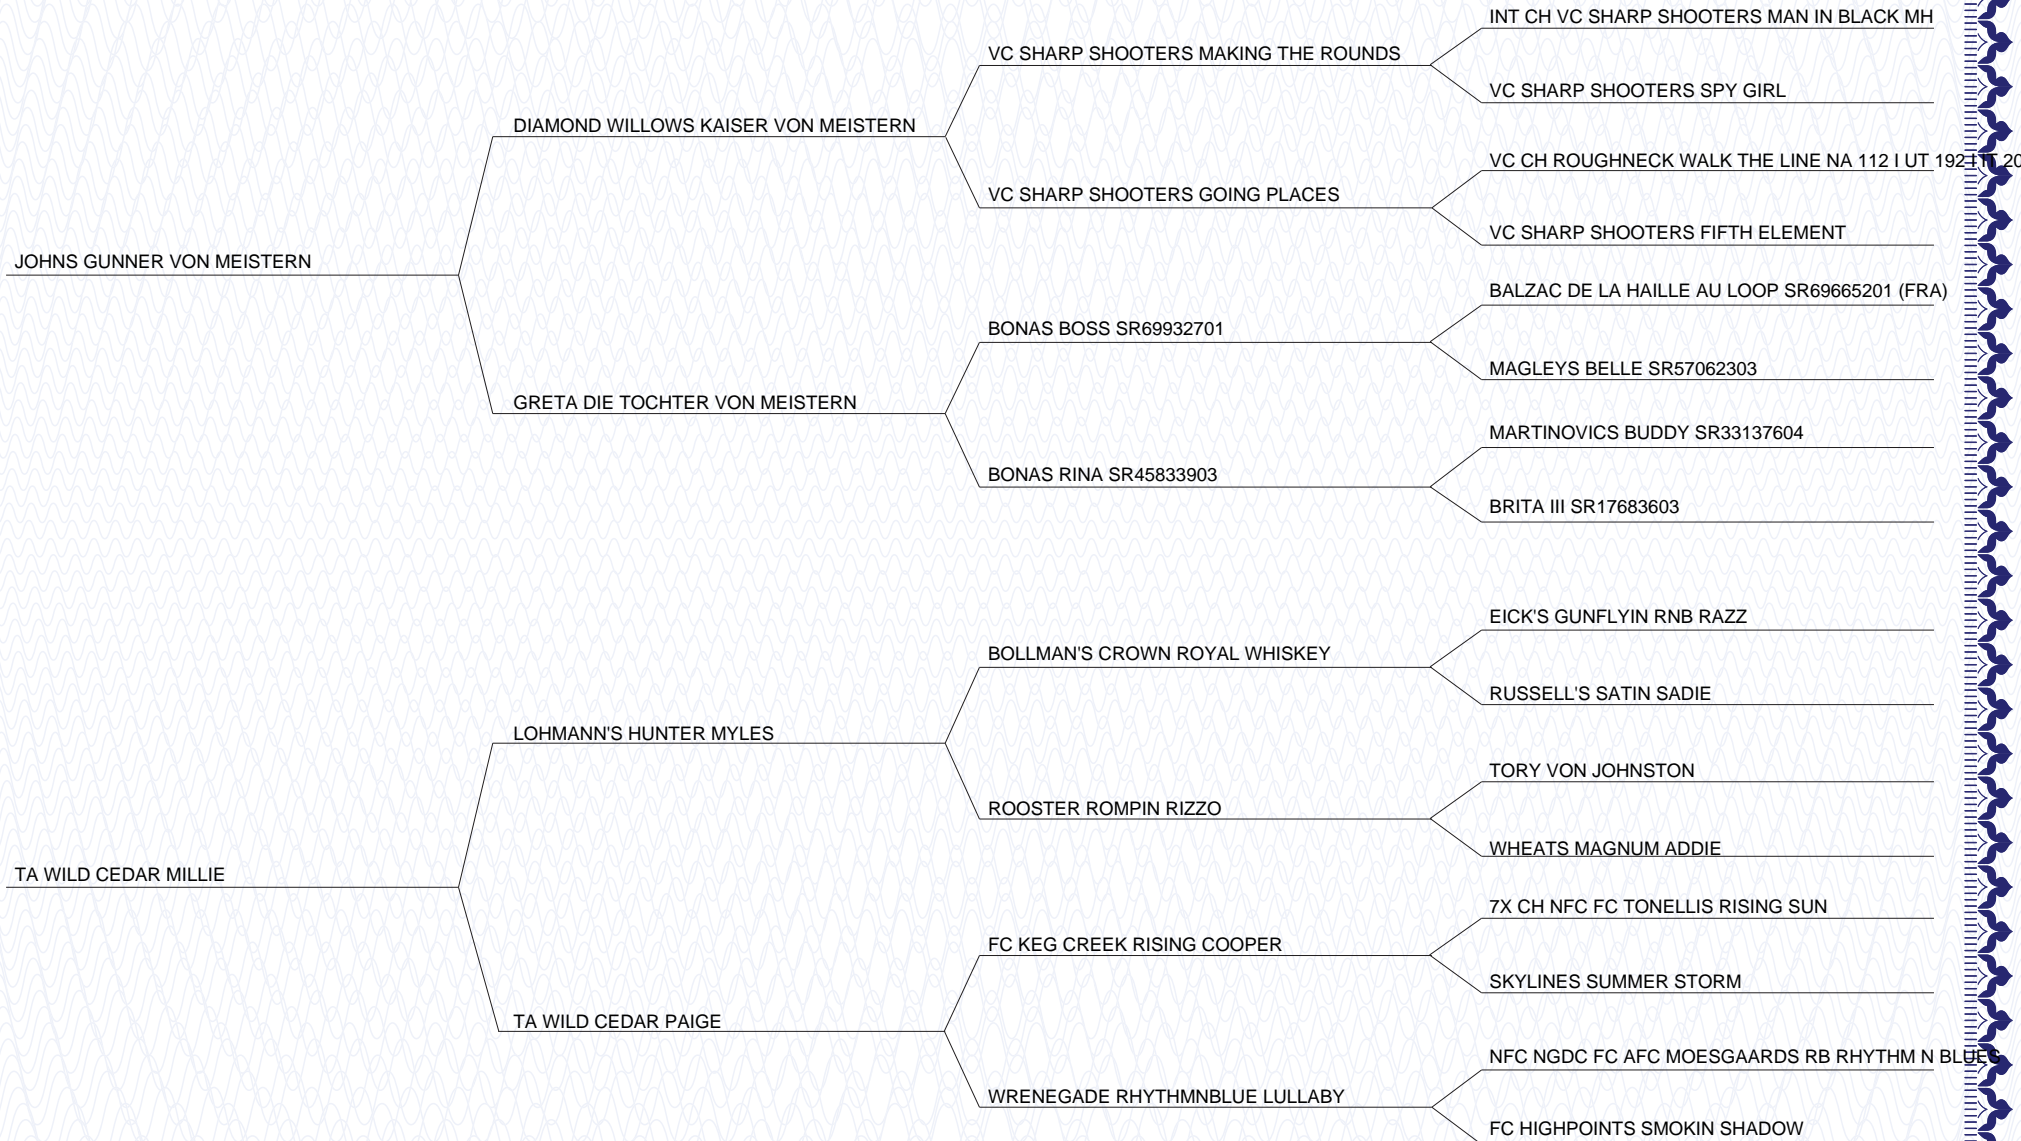 INT CH VC SHARP SHOOTERS MAN IN BLACK MH
VC SHARP SHOOTERS MAKING THE ROUNDS
VC SHARP SHOOTERS SPY GIRL
DIAMOND WILLOWS KAISER VON MEISTERN
VC CH ROUGHNECK WALK THE LINE NA 112 I UT 192 I IT 20
VC SHARP SHOOTERS GOING PLACES
VC SHARP SHOOTERS FIFTH ELEMENT
JOHNS GUNNER VON MEISTERN
BALZAC DE LA HAILLE AU LOOP SR69665201 (FRA)
BONAS BOSS SR69932701
MAGLEYS BELLE SR57062303
GRETA DIE TOCHTER VON MEISTERN
MARTINOVICS BUDDY SR33137604
BONAS RINA SR45833903
BRITA III SR17683603
EICK'S GUNFLYIN RNB RAZZ
BOLLMAN'S CROWN ROYAL WHISKEY
RUSSELL'S SATIN SADIE
LOHMANN'S HUNTER MYLES
TORY VON JOHNSTON
ROOSTER ROMPIN RIZZO
WHEATS MAGNUM ADDIE
TA WILD CEDAR MILLIE
7X CH NFC FC TONELLIS RISING SUN
FC KEG CREEK RISING COOPER
SKYLINES SUMMER STORM
TA WILD CEDAR PAIGE
NFC NGDC FC AFC MOESGAARDS RB RHYTHM N BLUES
WRENEGADE RHYTHMNBLUE LULLABY
FC HIGHPOINTS SMOKIN SHADOW